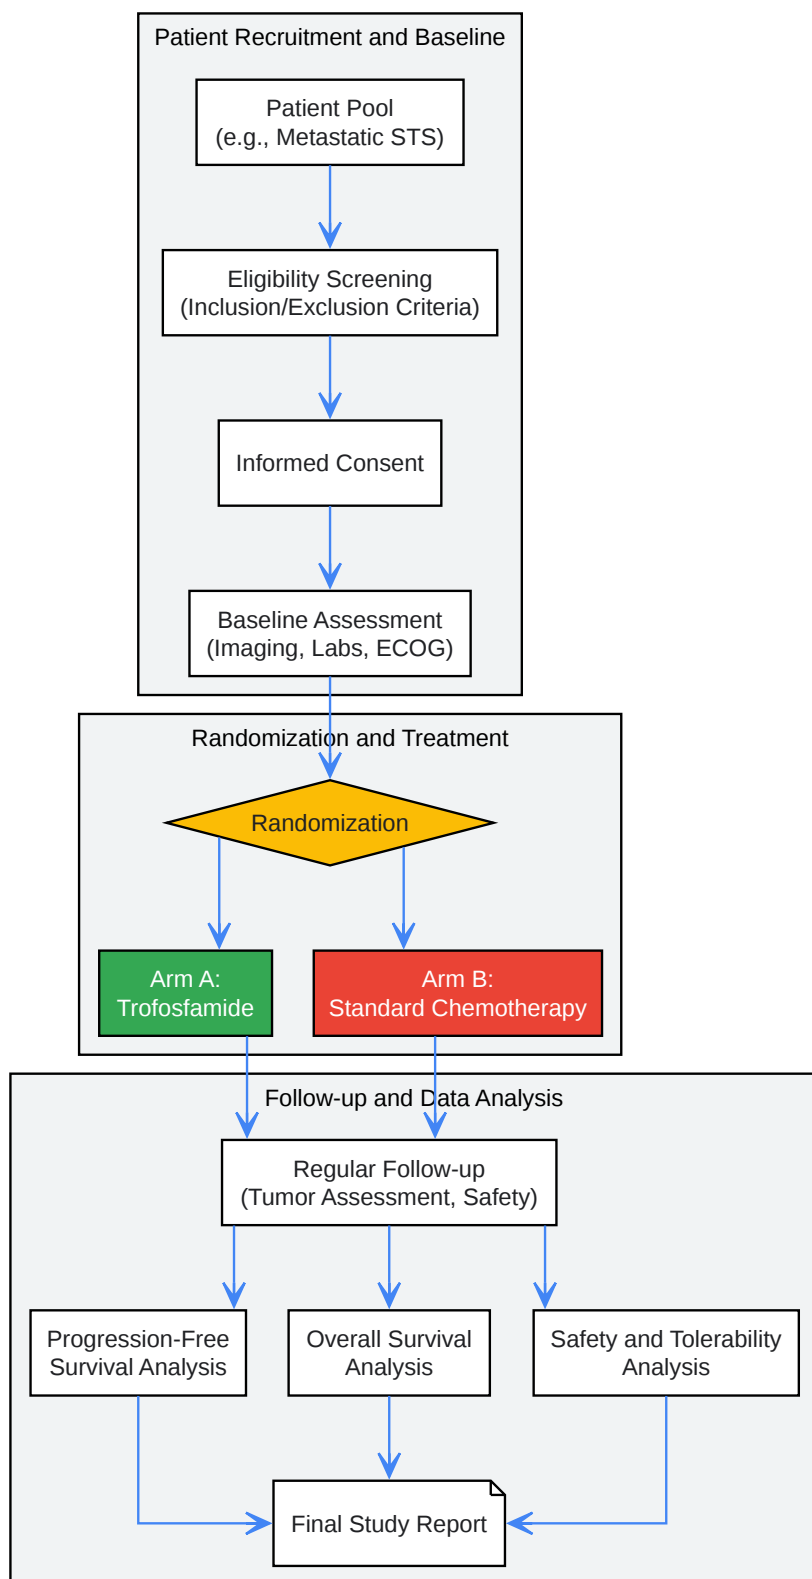 Patient Recruitment and Baseline
Patient Pool
(e.g., Metastatic STS)
Eligibility Screening
(Inclusion/Exclusion Criteria)
Informed Consent
Baseline Assessment
(Imaging, Labs, ECOG)
Randomization and Treatment
Randomization
Arm A:
Trofosfamide
Arm B:
Standard Chemotherapy
Follow-up and Data Analysis
Regular Follow-up
(Tumor Assessment, Safety)
Progression-Free
Survival Analysis
Overall Survival
Analysis
Safety and Tolerability
Analysis
Final Study Report